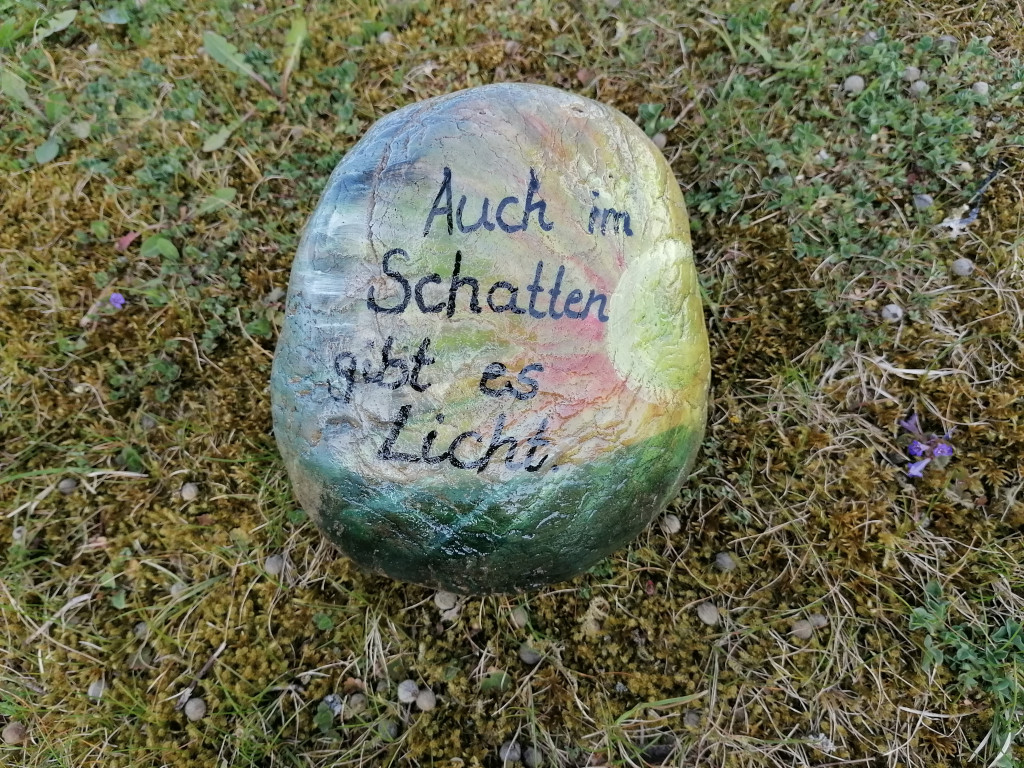 Auch im
Schatten
gibt es
Licht.